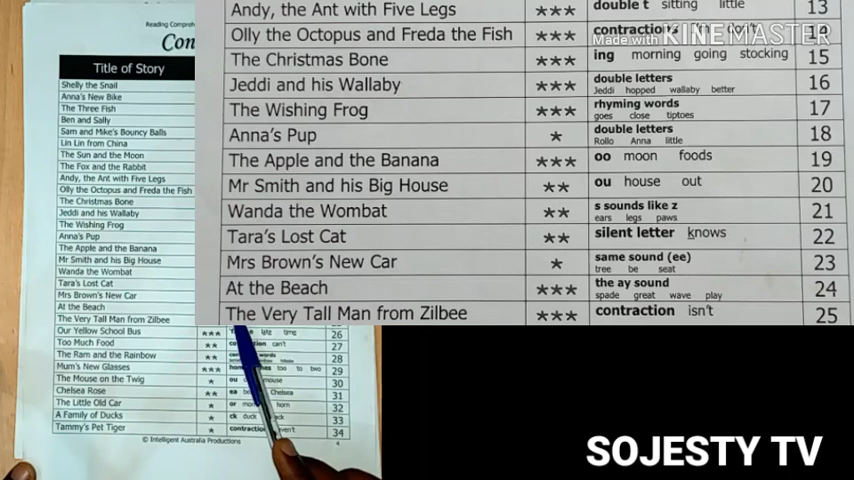 Reading Compreh
Con
Title of Story
Shelly the Snail
Anna's New Bike
The Three Fish
Ben and Sally
Sam and Mike's Bouncy Balls
Lin Lin from China
The Sun and the Moon
The Fox and the Rabbit
Andy, the Ant with Five Legs
Olly the Octopus and Freda the Fish
The Christmas Bone
Jeddi and his Wallaby
The Wishing Frog
Anna's Pup
The Apple and the Banana
Mr Smith and his Big House
Wanda the Wombat
Tara's Lost Cat
Mrs Brown's New Car
At the Beach
The Very Tall Man from Zilbee
Our Yellow School Bus *** late time 26
Too Much Food ** can't 27
The Ram and the Rainbow ** words 28
Mum's New Glasses *** too to two 29
The Mouse on the Twig * ou mouse 30
Chelsea Rose ** ea Chelsea 31
The Little Old Car * or horn 32
A Family of Ducks * ck duck 33
Tammy's Pet Tiger * contraction 34
© Intelligent Australia Productions
4
Andy, the Ant with Five Legs *** double t sitting little 13
Olly the Octopus and Freda the Fish *** contractions 14
The Christmas Bone *** ing morning going stocking 15
Jeddi and his Wallaby *** double letters 16
Jeddi hopped wallaby better
The Wishing Frog *** rhyming words 17
goes close tiptoes
Anna's Pup * double letters 18
Rollo Anna little
The Apple and the Banana *** oo moon foods 19
Mr Smith and his Big House ** ou house out 20
Wanda the Wombat ** s sounds like z 21
ears legs paws
Tara's Lost Cat ** silent letter knows 22
Mrs Brown's New Car * same sound (ee) 23
tree be seat
At the Beach *** the ay sound 24
spade great wave play
The Very Tall Man from Zilbee *** contraction isn't 25
Made with KINEMASTER
SOJESTY TV